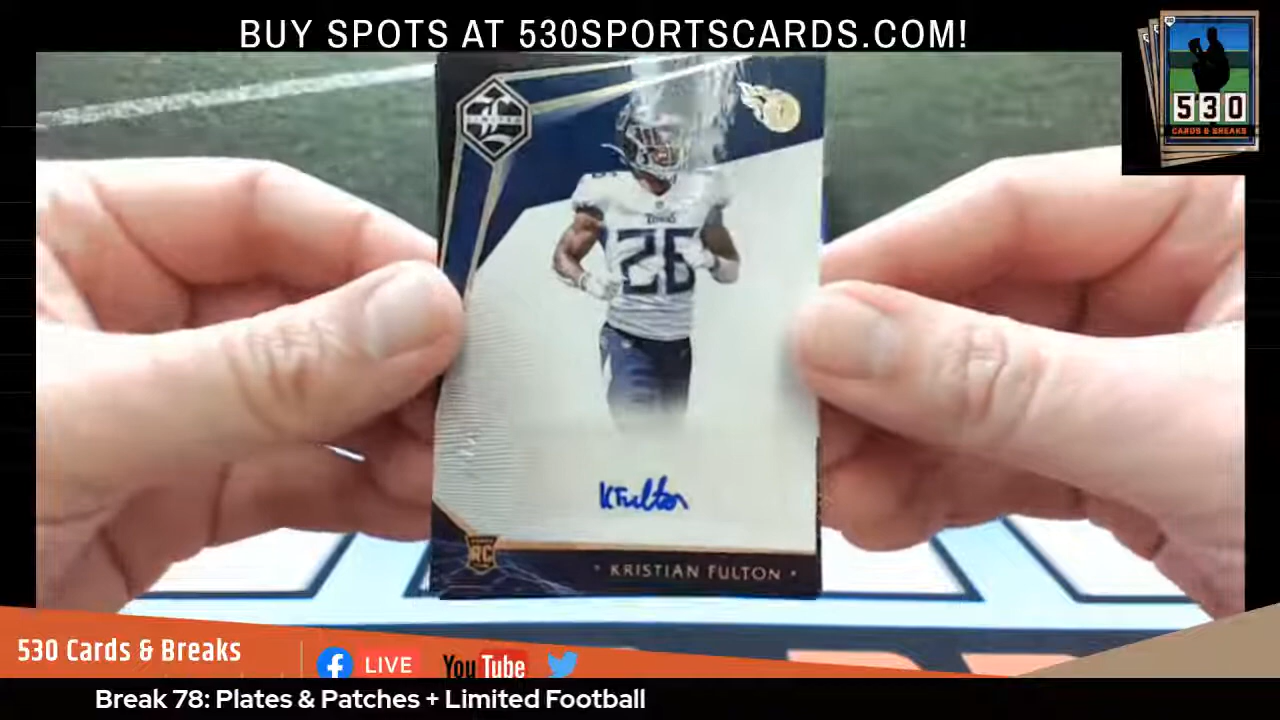 BUY SPOTS AT 530SPORTSCARDS.COM!
530
CARDS & BREAKS
LIMITED
TITANS
26
KFulton
RC
• KRISTIAN FULTON •
530 Cards & Breaks
LIVE
YouTube
Break 78: Plates & Patches + Limited Football